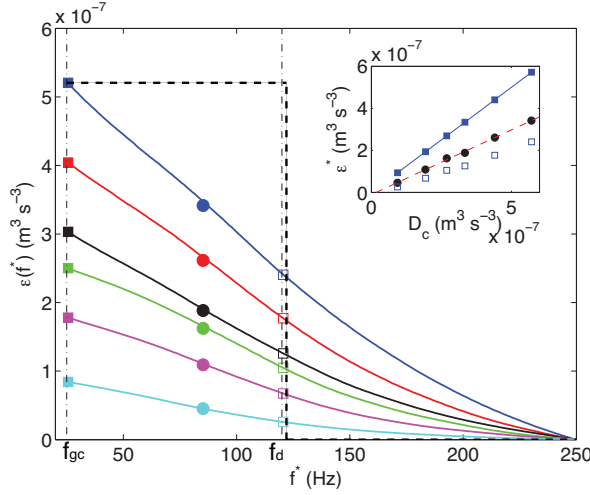 x 10⁻⁷
6
5
4
3
2
1
0
ε(f*) (m³ s⁻³)
f_gc
50
100
f_d
150
200
250
f* (Hz)
x 10⁻⁷
6
4
2
0
ε* (m³ s⁻³)
0
5
D_c (m³ s⁻³)
x 10⁻⁷